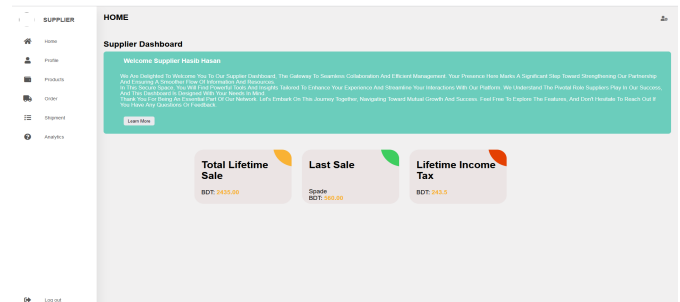 SUPPLIER
Home
Profile
Products
Order
Shipment
Analytics
Log out
HOME
Supplier Dashboard
Welcome Supplier Hasib Hasan
We Are Delighted To Welcome You To Our Supplier Dashboard, The Gateway To Seamless Collaboration And Efficient Management. Your Presence Here Marks A Significant Step Toward Strengthening Our Partnership
And Ensuring A Smoother Flow Of Information And Resources.
In This Secure Space, You Will Find Powerful Tools And Insights Tailored To Enhance Your Experience And Streamline Your Interactions With Our Platform. We Understand The Pivotal Role Suppliers Play In Our Success,
And This Dashboard Is Designed With Your Needs In Mind.
Thank You For Being An Essential Part Of Our Network. Let's Embark On This Journey Together, Navigating Toward Mutual Growth And Success. Feel Free To Explore The Features, And Don't Hesitate To Reach Out If
You Have Any Questions Or Feedback.
Learn More
Total Lifetime
Sale
BDT: 2435.00
Last Sale
Spade
BDT: 560.00
Lifetime Income
Tax
BDT: 243.5